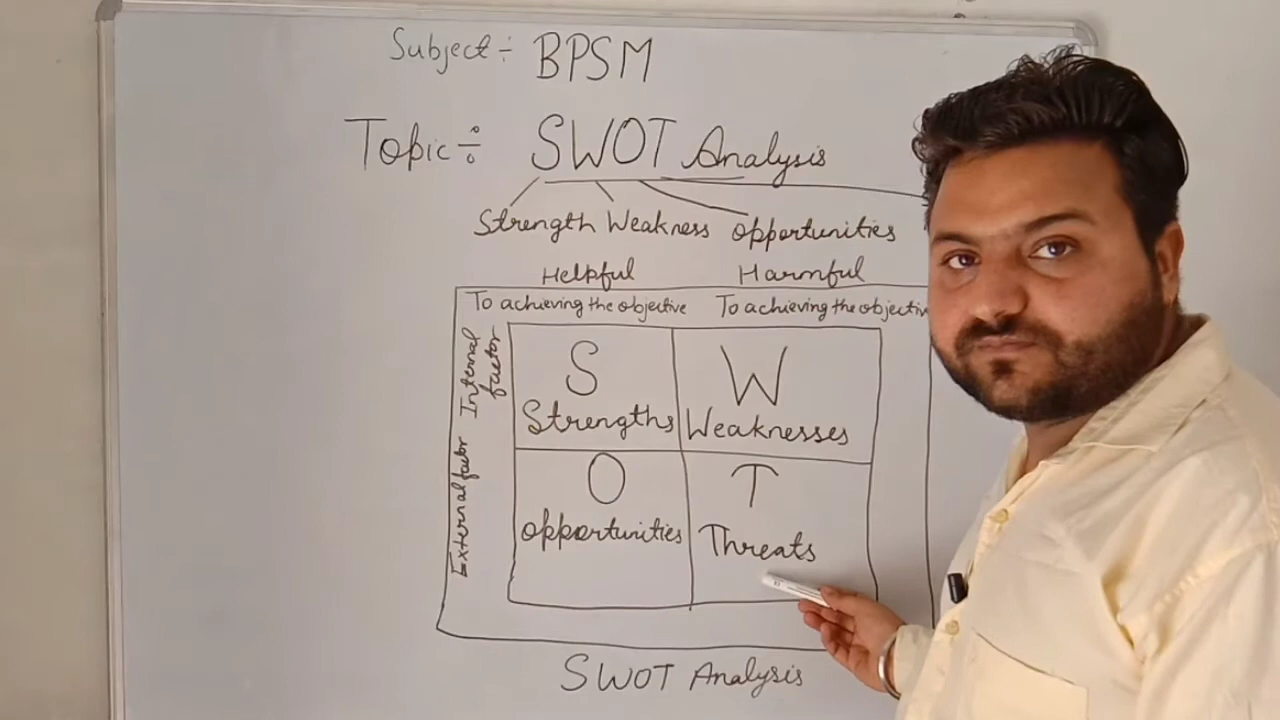 Subject÷ BPSM
Topic÷ SWOT Analysis
Strength Weakness opportunities
Helpful Harmful
To achieving the objective To achieving the objectiv
Internal factor
S
Strengths
W
Weaknesses
External factor
O
opportunities
T
Threats
SWOT Analysis